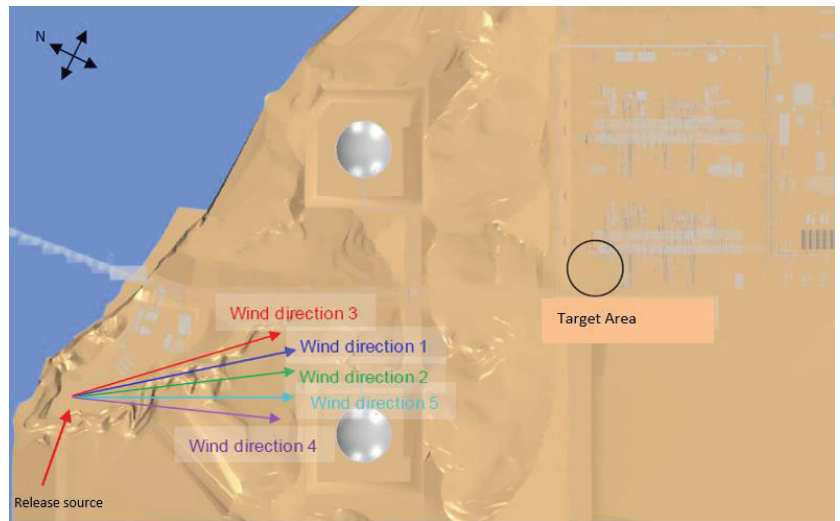 N
Wind direction 3
Target Area
Wind direction 1
Wind direction 2
Wind direction 5
Wind direction 4
Release source